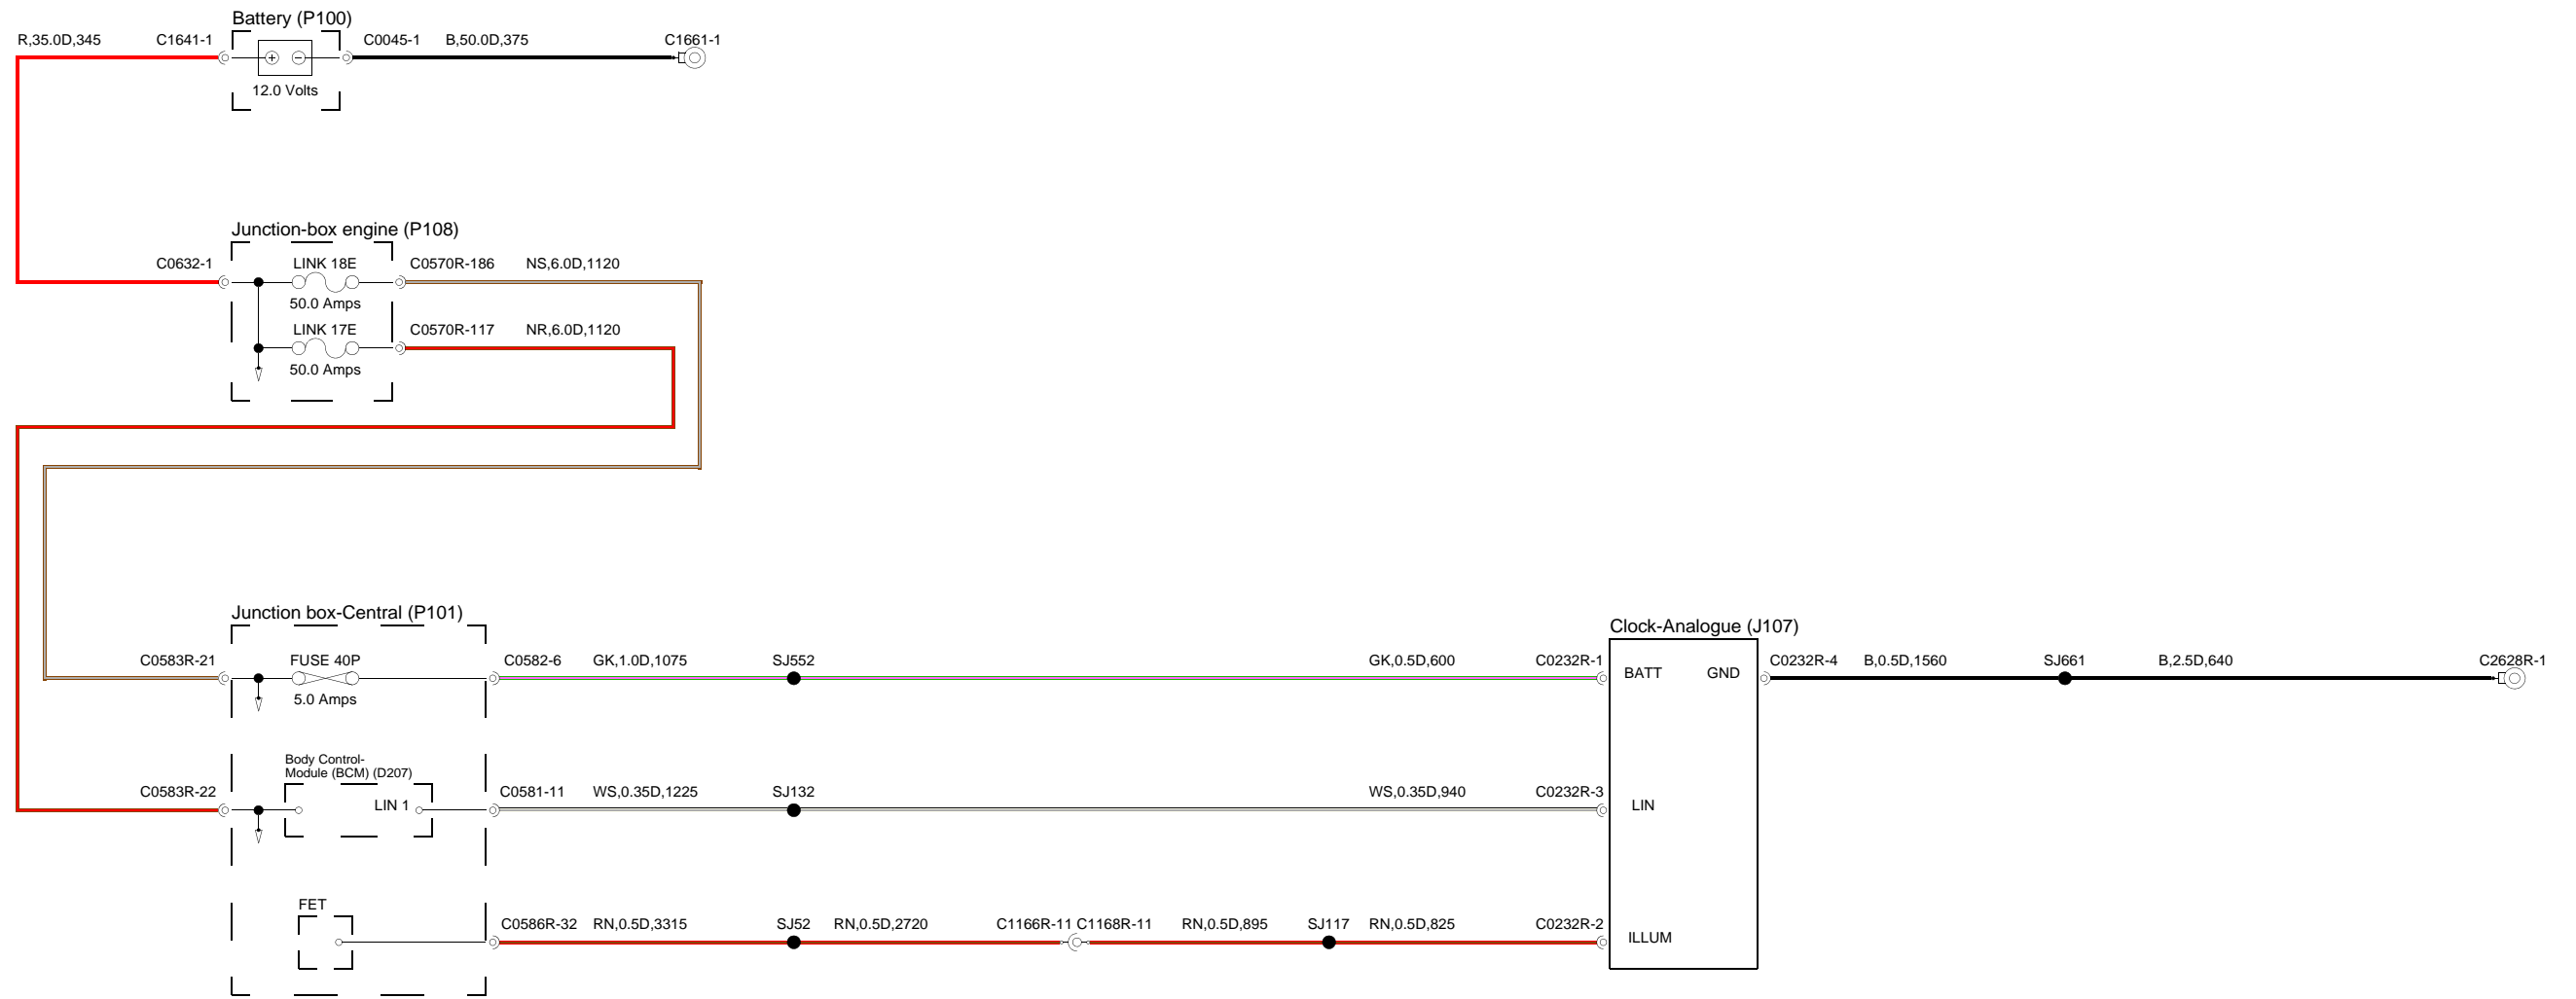 Battery (P100)
R,35.0D,345
C1641-1
C0045-1
B,50.0D,375
C1661-1
12.0 Volts
Junction-box engine (P108)
C0632-1
LINK 18E
C0570R-186
NS,6.0D,1120
50.0 Amps
LINK 17E
C0570R-117
NR,6.0D,1120
50.0 Amps
Junction box-Central (P101)
Clock-Analogue (J107)
C0583R-21
FUSE 40P
C0582-6
GK,1.0D,1075
SJ552
GK,0.5D,600
C0232R-1
BATT
GND
C0232R-4
B,0.5D,1560
SJ661
B,2.5D,640
C2628R-1
5.0 Amps
Body Control-
Module (BCM) (D207)
C0583R-22
LIN 1
C0581-11
WS,0.35D,1225
SJ132
WS,0.35D,940
C0232R-3
LIN
FET
C0586R-32
RN,0.5D,3315
SJ52
RN,0.5D,2720
C1166R-11
C1168R-11
RN,0.5D,895
SJ117
RN,0.5D,825
C0232R-2
ILLUM